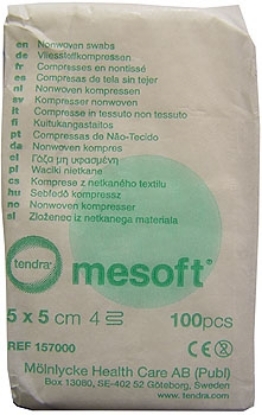 en Nonwoven swabs
de Vliesstoffkompressen
fr Compresses en nontissé
es Compresas de tela sin tejer
nl Nonwoven kompressen
sv Kompresser nonwoven
it Compresse in tessuto non tessuto
fi Kuitukangastaitos
pt Compressas de Não-Tecido
da Nonwoven kompres
el Γάζα μη υφασμένη
pl Waciki nietkane
cs Komprese z netkaného textilu
hu Sebfedő kompressz
no Nonwoven kompresser
sl Zloženec iz netkanega materiala
tendra®
mesoft®
5 x 5 cm 4
100pcs
REF 157000
CE
Mölnlycke Health Care AB (Publ)
Box 13080, SE-402 52 Göteborg, Sweden
www.tendra.com